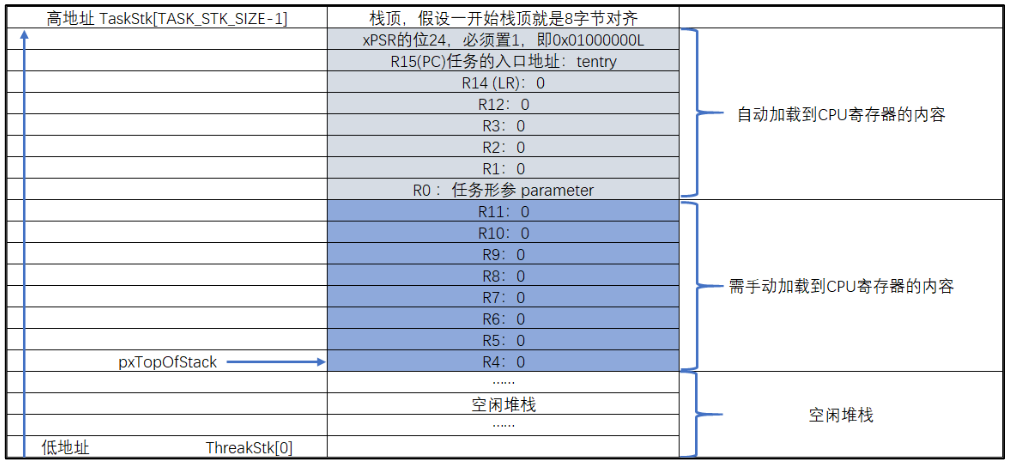 高地址 TaskStk[TASK_STK_SIZE-1]
栈顶，假设一开始栈顶就是8字节对齐
xPSR的位24，必须置1，即0x01000000L
R15(PC)任务的入口地址：tentry
R14 (LR)：0
R12：0
R3：0
R2：0
R1：0
R0 ：任务形参 parameter
自动加载到CPU寄存器的内容
R11：0
R10：0
R9：0
R8：0
R7：0
R6：0
R5：0
R4：0
需手动加载到CPU寄存器的内容
pxTopOfStack
……
空闲堆栈
……
空闲堆栈
低地址 ThreakStk[0]